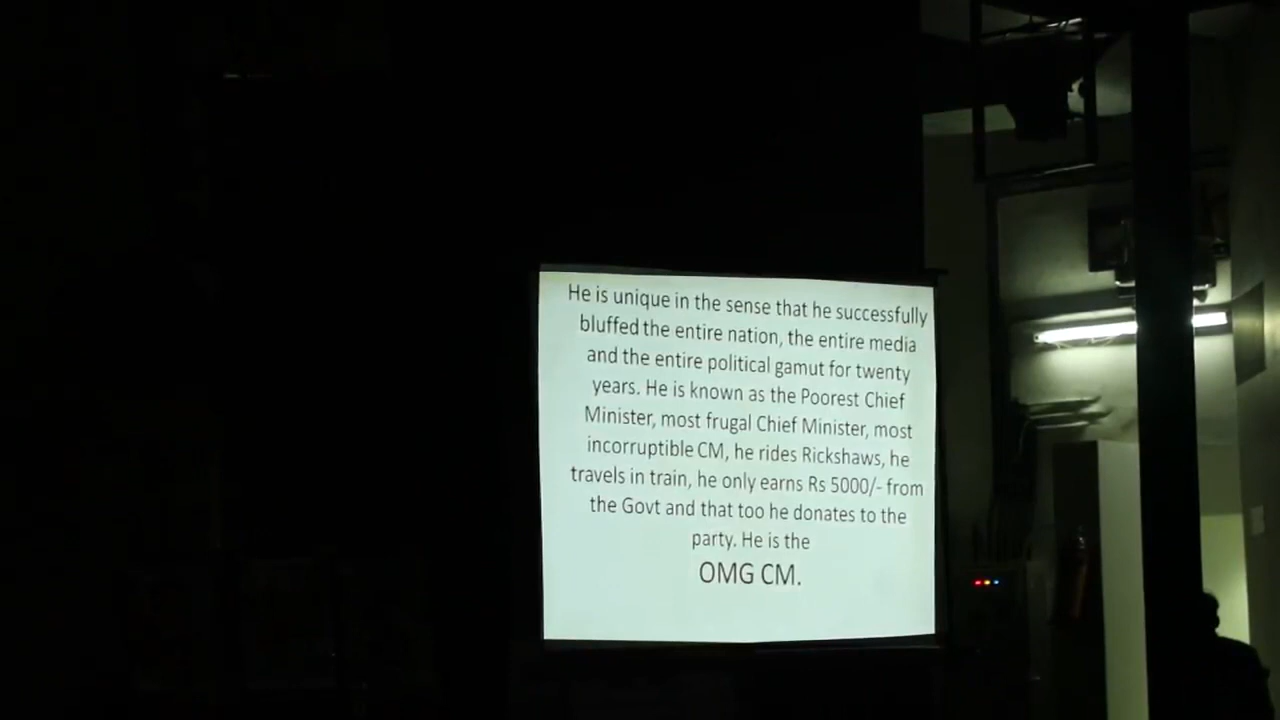 He is unique in the sense that he successfully
bluffed the entire nation, the entire media
and the entire political gamut for twenty
years. He is known as the Poorest Chief
Minister, most frugal Chief Minister, most
incorruptible CM, he rides Rickshaws, he
travels in train, he only earns Rs 5000/- from
the Govt and that too he donates to the
party. He is the
OMG CM.